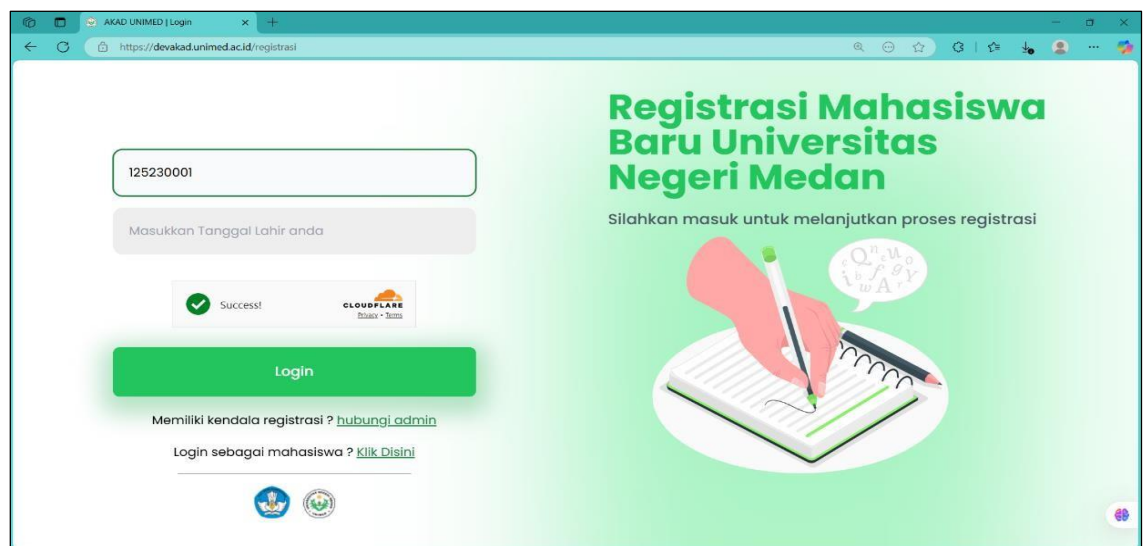 AKAD UNIMED | Login
https://devakad.unimed.ac.id/registrasi
125230001
Masukkan Tanggal Lahir anda
Success!
CLOUDFLARE
Privacy • Terms
Login
Memiliki kendala registrasi ? hubungi admin
Login sebagai mahasiswa ? Klik Disini
Registrasi Mahasiswa
Baru Universitas
Negeri Medan
Silahkan masuk untuk melanjutkan proses registrasi